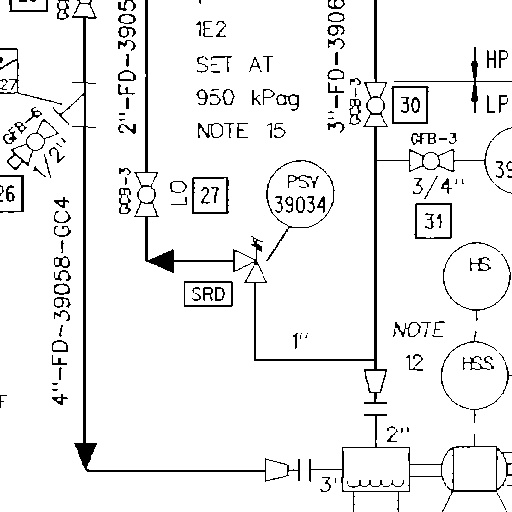 2"-FD-3905
3"-FD-3906
1E2
SET AT
950 kPag
NOTE 15
HP
LP
GCB-3
30
GFB-3
39
3/4"
31
27
GFB-6
1/2"
26
GCB-3
LO
27
PSV
39034
SRD
4"-FD-39058-GC4
HS
NOTE
12
HSS
1"
2"
3"
F